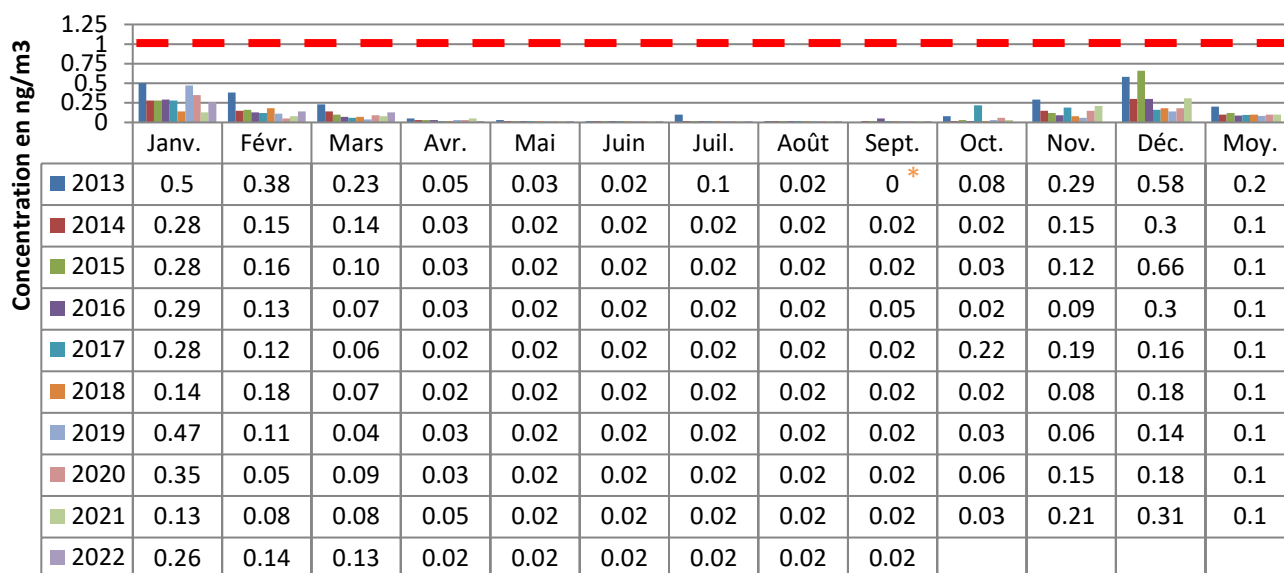 Concentration en ng/m3
1.25
1
0.75
0.5
0.25
0
Janv. Févr. Mars Avr. Mai Juin Juil. Août Sept. Oct. Nov. Déc. Moy.
2013 0.5 0.38 0.23 0.05 0.03 0.02 0.1 0.02 0 * 0.08 0.29 0.58 0.2
2014 0.28 0.15 0.14 0.03 0.02 0.02 0.02 0.02 0.02 0.02 0.15 0.3 0.1
2015 0.28 0.16 0.10 0.03 0.02 0.02 0.02 0.02 0.02 0.03 0.12 0.66 0.1
2016 0.29 0.13 0.07 0.03 0.02 0.02 0.02 0.02 0.05 0.02 0.09 0.3 0.1
2017 0.28 0.12 0.06 0.02 0.02 0.02 0.02 0.02 0.02 0.22 0.19 0.16 0.1
2018 0.14 0.18 0.07 0.02 0.02 0.02 0.02 0.02 0.02 0.02 0.08 0.18 0.1
2019 0.47 0.11 0.04 0.03 0.02 0.02 0.02 0.02 0.02 0.03 0.06 0.14 0.1
2020 0.35 0.05 0.09 0.03 0.02 0.02 0.02 0.02 0.02 0.06 0.15 0.18 0.1
2021 0.13 0.08 0.08 0.05 0.02 0.02 0.02 0.02 0.02 0.03 0.21 0.31 0.1
2022 0.26 0.14 0.13 0.02 0.02 0.02 0.02 0.02 0.02